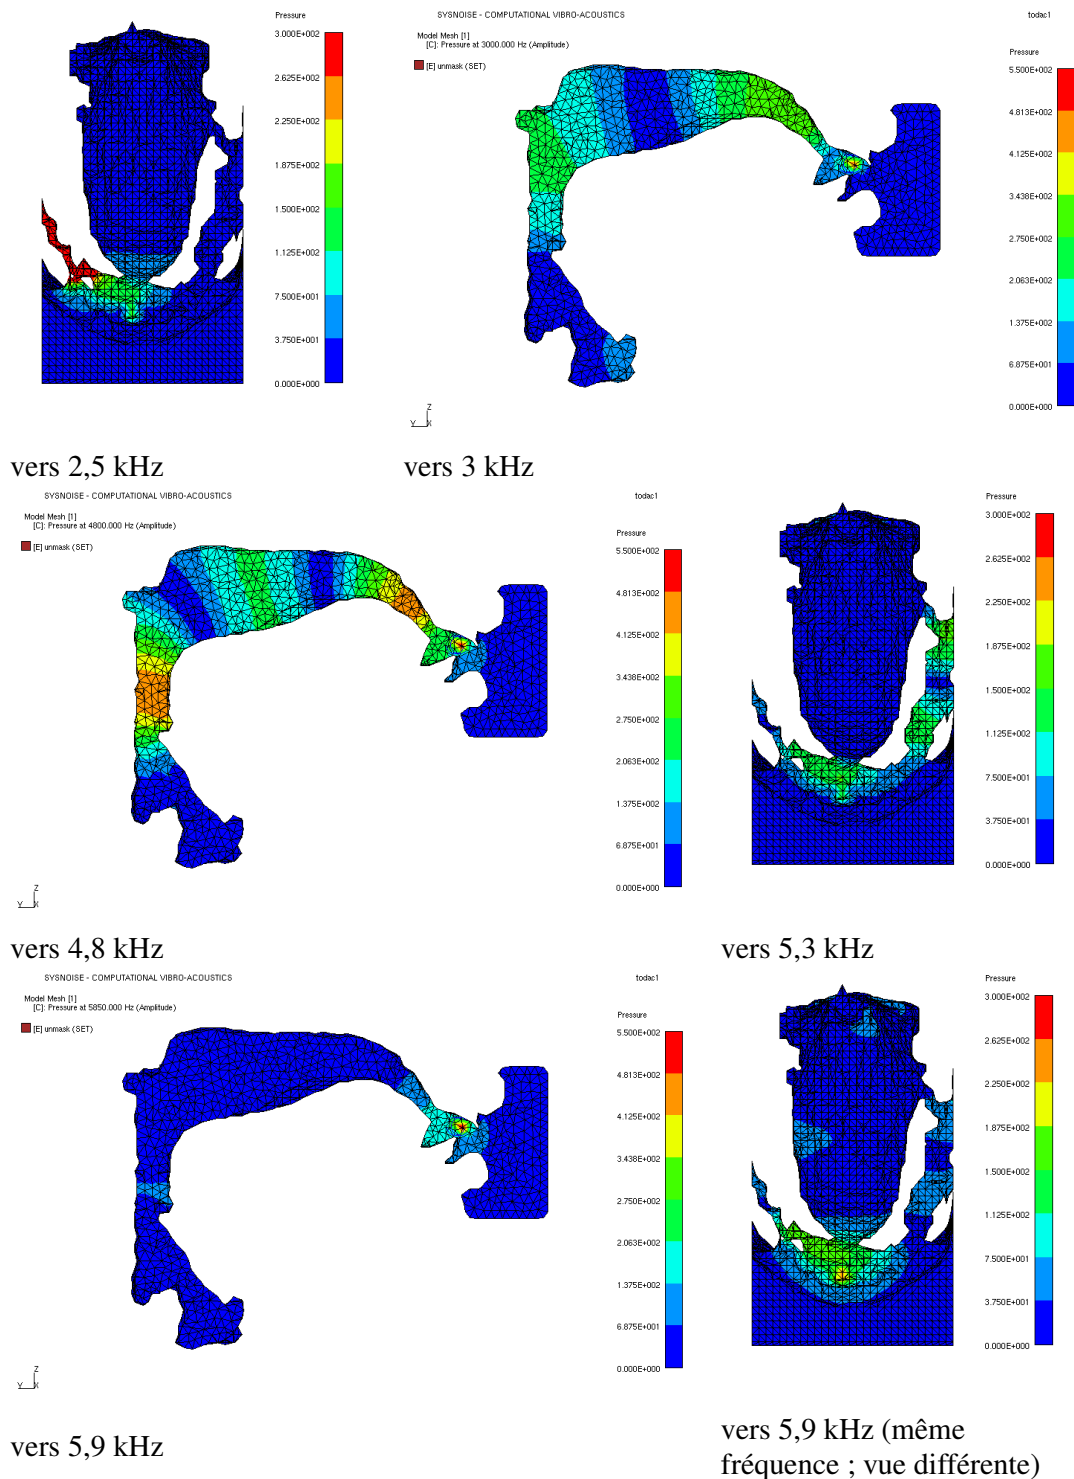 Pressure
3.000E+002
2.625E+002
2.250E+002
1.875E+002
1.500E+002
1.125E+002
7.500E+001
3.750E+001
0.000E+000
SYSNOISE - COMPUTATIONAL VIBRO-ACOUSTICS
todac1
Model Mesh [1]
[C]: Pressure at 3000.000 Hz (Amplitude)
[E] unmask (SET)
Pressure
5.500E+002
4.813E+002
4.125E+002
3.438E+002
2.750E+002
2.063E+002
1.375E+002
6.875E+001
0.000E+000
Z
Y X
vers 2,5 kHz
vers 3 kHz
SYSNOISE - COMPUTATIONAL VIBRO-ACOUSTICS
todac1
Model Mesh [1]
[C]: Pressure at 4800.000 Hz (Amplitude)
[E] unmask (SET)
Pressure
5.500E+002
4.813E+002
4.125E+002
3.438E+002
2.750E+002
2.063E+002
1.375E+002
6.875E+001
0.000E+000
Z
Y X
Pressure
3.000E+002
2.625E+002
2.250E+002
1.875E+002
1.500E+002
1.125E+002
7.500E+001
3.750E+001
0.000E+000
vers 4,8 kHz
vers 5,3 kHz
SYSNOISE - COMPUTATIONAL VIBRO-ACOUSTICS
todac1
Model Mesh [1]
[C]: Pressure at 5850.000 Hz (Amplitude)
[E] unmask (SET)
Pressure
5.500E+002
4.813E+002
4.125E+002
3.438E+002
2.750E+002
2.063E+002
1.375E+002
6.875E+001
0.000E+000
Z
Y X
Pressure
3.000E+002
2.625E+002
2.250E+002
1.875E+002
1.500E+002
1.125E+002
7.500E+001
3.750E+001
0.000E+000
vers 5,9 kHz
vers 5,9 kHz (même
fréquence ; vue différente)